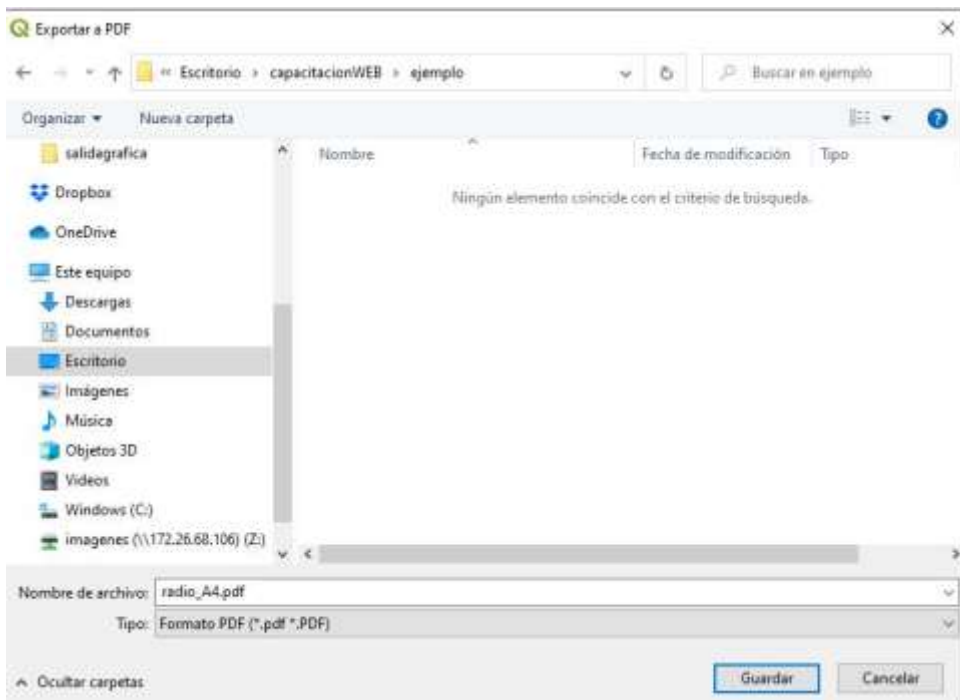 Exportar a PDF
« Escritorio › capacitacionWEB › ejemplo
Buscar en ejemplo
Organizar
Nueva carpeta
salidagrafica
Nombre
Fecha de modificación
Tipo
Ningún elemento coincide con el criterio de búsqueda.
Dropbox
OneDrive
Este equipo
Descargas
Documentos
Escritorio
Imágenes
Música
Objetos 3D
Videos
Windows (C:)
imagenes (\\172.26.68.106) (Z:)
Nombre de archivo: radio_A4.pdf
Tipo: Formato PDF (*.pdf *.PDF)
Ocultar carpetas
Guardar
Cancelar